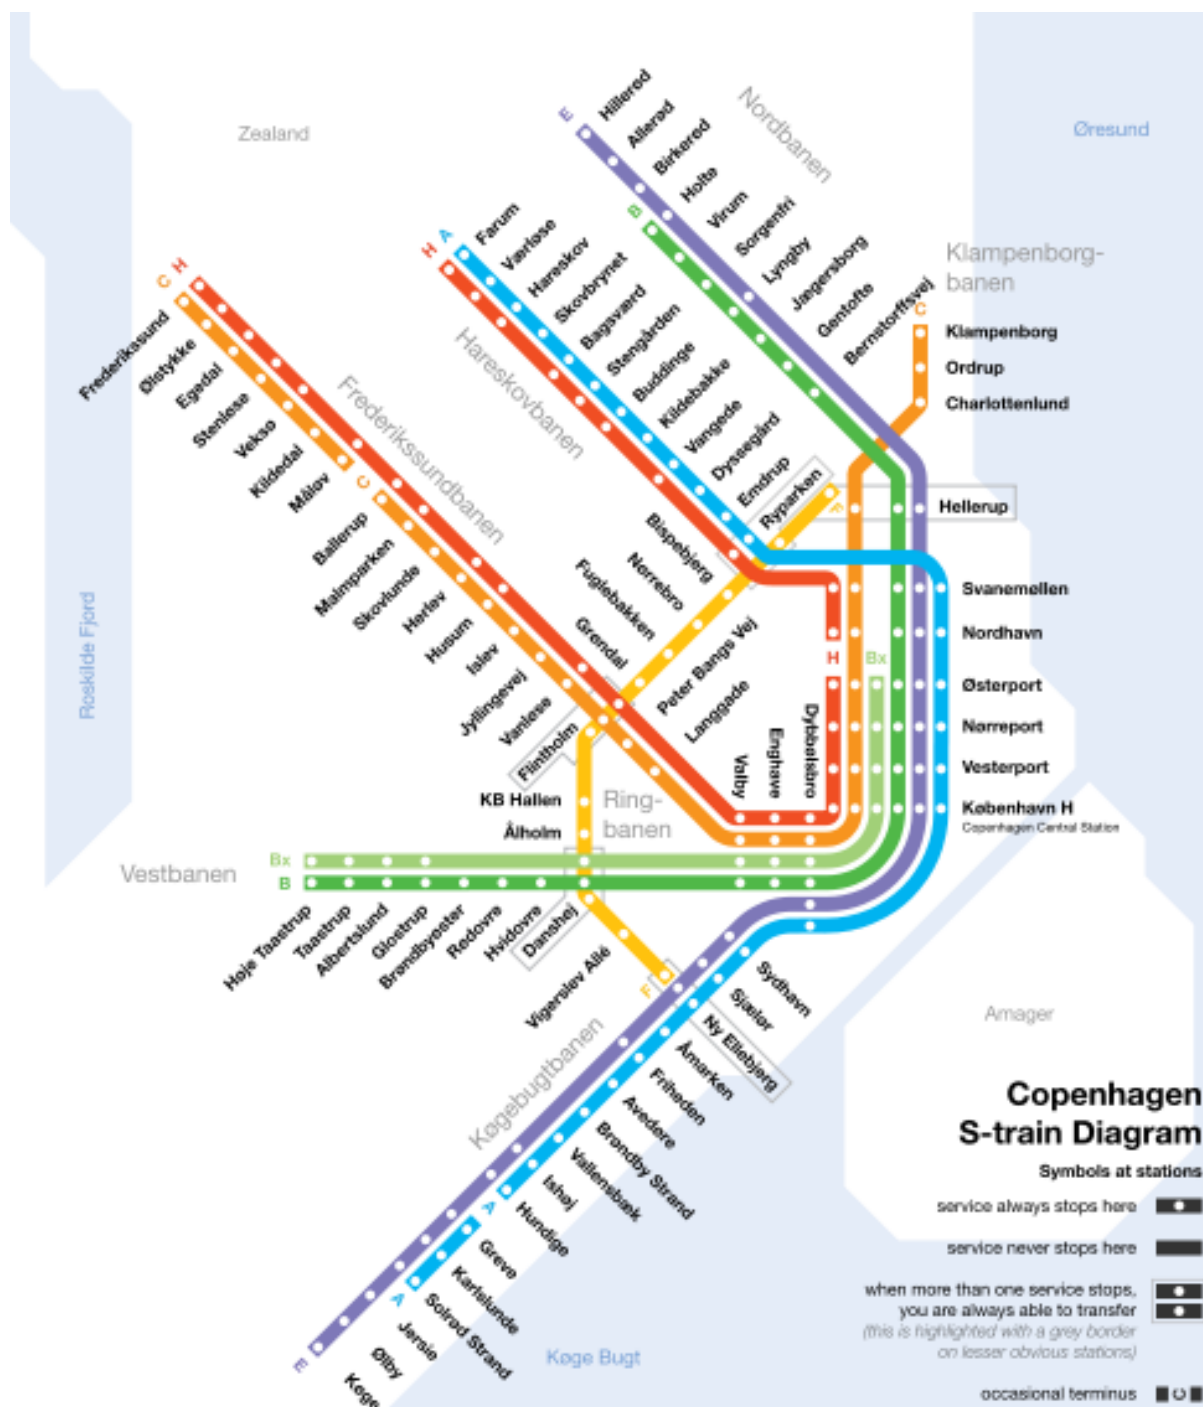 Zealand
Øresund
Roskilde Fjord
Køge Bugt
Amager
Nordbanen
E
Hillerød
Allerød
Birkerød
Holte
Virum
Sorgenfri
Lyngby
Jægersborg
Gentofte
Bernstorffsvej
B
Klampenborg-
banen
C
Klampenborg
Ordrup
Charlottenlund
H
A
Farum
Værløse
Hareskov
Skovbrynet
Bagsværd
Stengården
Buddinge
Kildebakke
Vangede
Dyssegård
Emdrup
Ryparken
Hareskovbanen
C
H
Frederikssund
Ølstykke
Egedal
Stenløse
Veksø
Kildedal
Måløv
C
Ballerup
Malmparken
Skovlunde
Herlev
Husum
Islev
Jyllingevej
Vanløse
Flintholm
Frederikssundbanen
F
Hellerup
Bispebjerg
Nørrebro
Fuglebakken
Grøndal
Peter Bangs Vej
Langgade
Valby
Enghave
Dybbølsbro
Svanemøllen
Nordhavn
H
Bx
Østerport
Nørreport
Vesterport
København H
Copenhagen Central Station
KB Hallen
Ålholm
Ring-
banen
Vestbanen
Bx
B
Høje Taastrup
Taastrup
Albertslund
Glostrup
Brøndbyøster
Rødovre
Hvidovre
Danshøj
Vigerslev Allé
F
Køgebugtbanen
Sydhavn
Sjælør
Ny Ellebjerg
Åmarken
Friheden
Avedøre
Brøndby Strand
Vallensbæk
Ishøj
Hundige
A
Greve
Karlslunde
Solrød Strand
A
Jersie
Ølby
Køge
E
Copenhagen
S-train Diagram
Symbols at stations
service always stops here
service never stops here
when more than one service stops,
you are always able to transfer
(this is highlighted with a grey border
on lesser obvious stations)
occasional terminus
C